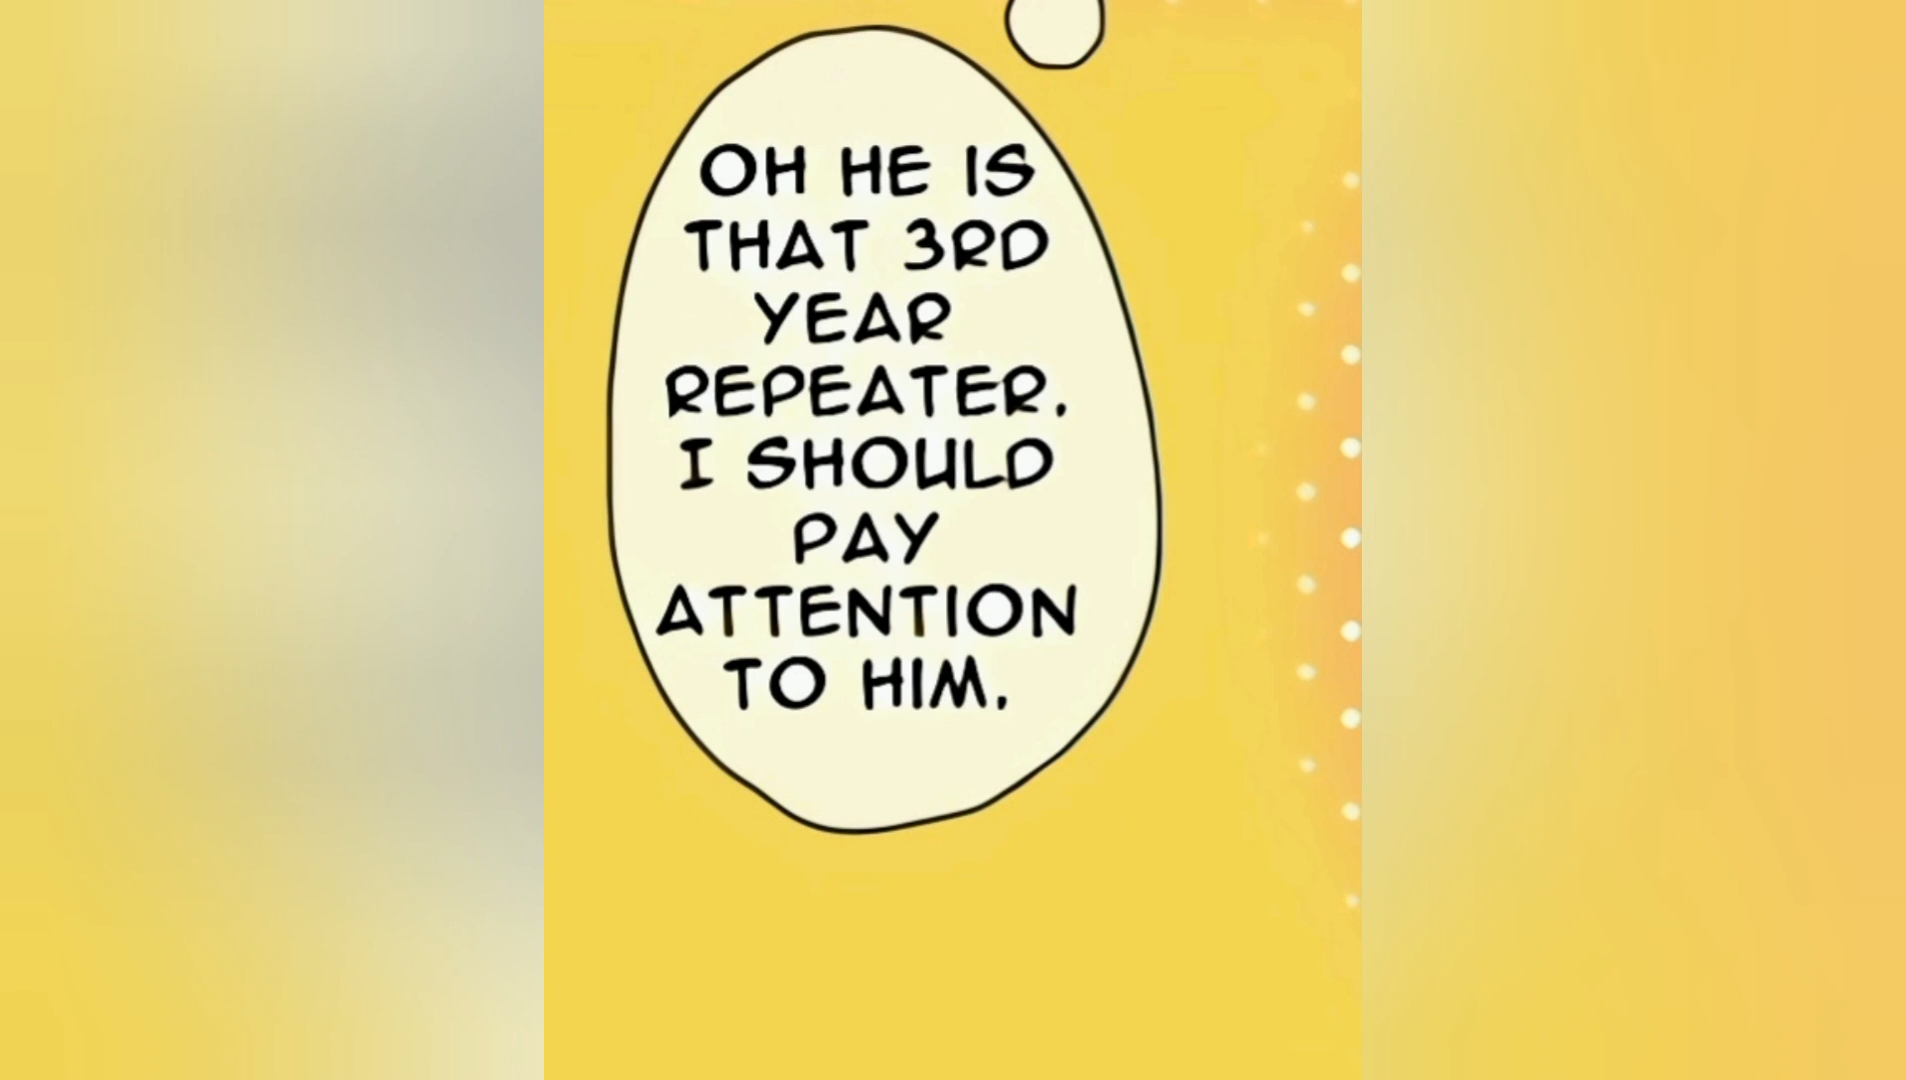 OH HE IS
THAT 3RD
YEAR
REPEATER.
I SHOULD
PAY
ATTENTION
TO HIM.